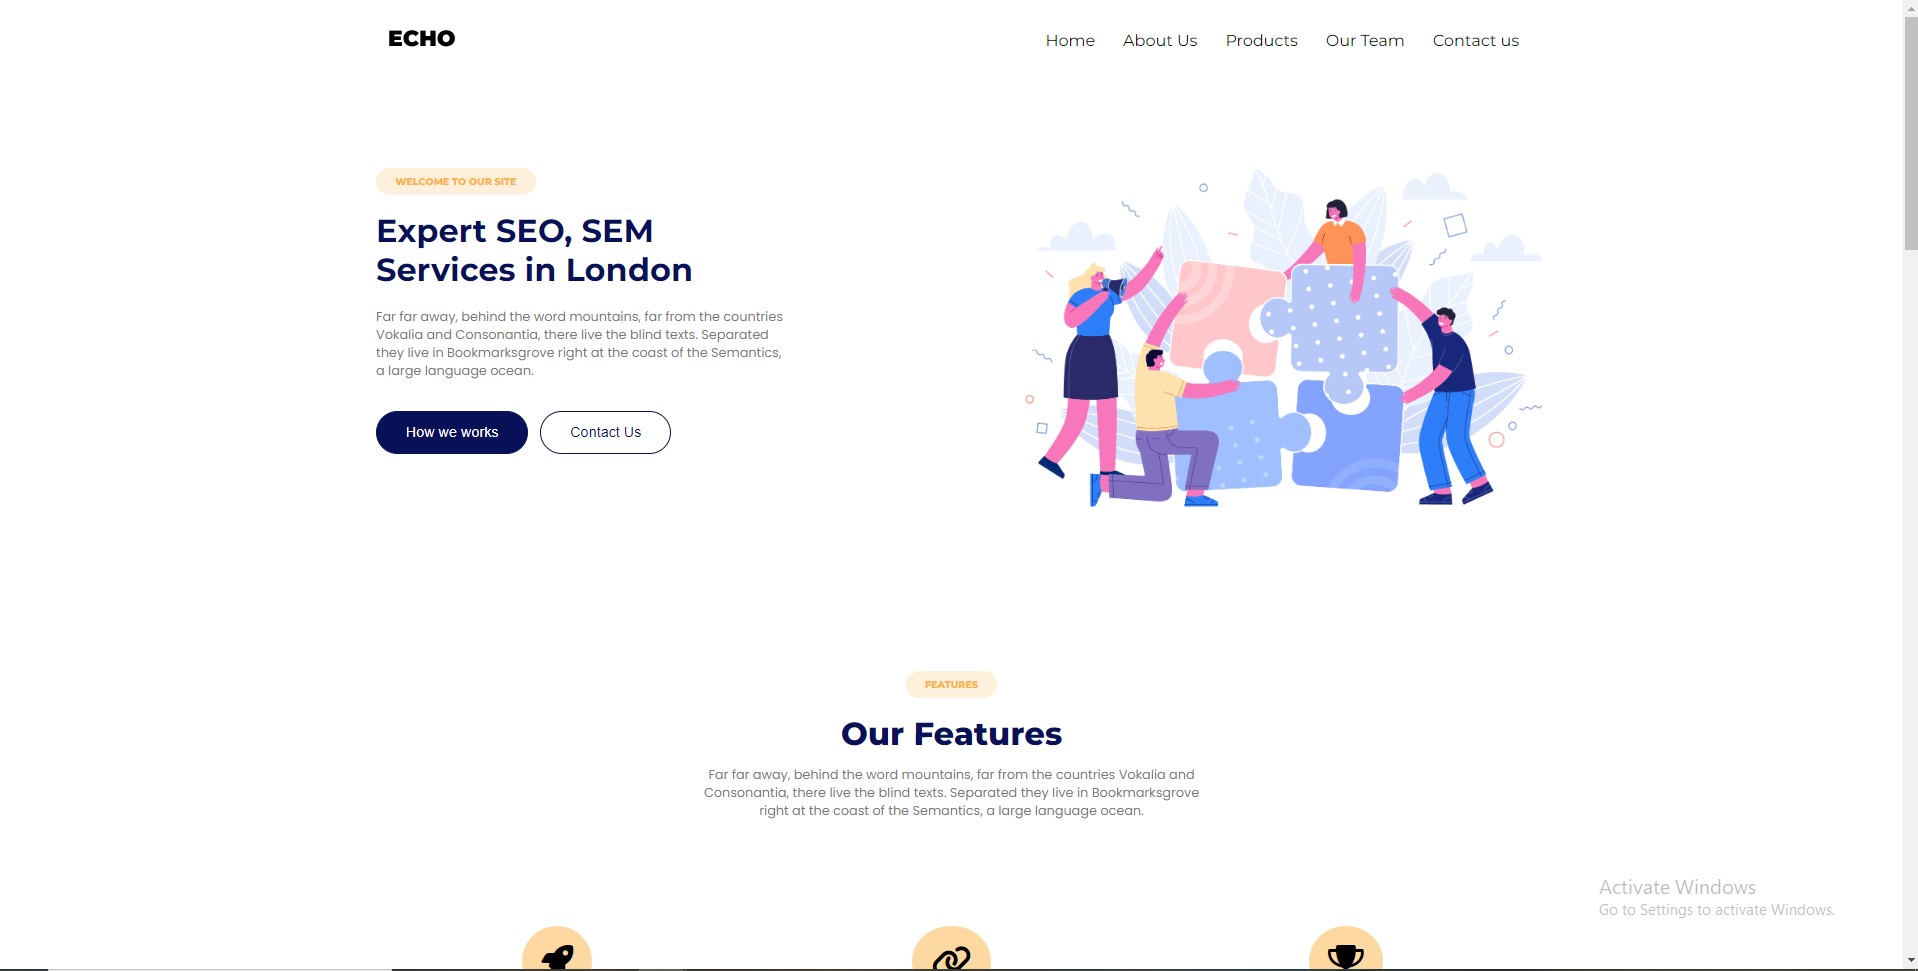 ECHO
Home About Us Products Our Team Contact us
WELCOME TO OUR SITE
Expert SEO, SEM
Services in London
Far far away, behind the word mountains, far from the countries
Vokalia and Consonantia, there live the blind texts. Separated
they live in Bookmarksgrove right at the coast of the Semantics,
a large language ocean.
How we works Contact Us
FEATURES
Our Features
Far far away, behind the word mountains, far from the countries Vokalia and
Consonantia, there live the blind texts. Separated they live in Bookmarksgrove
right at the coast of the Semantics, a large language ocean.
Activate Windows
Go to Settings to activate Windows.